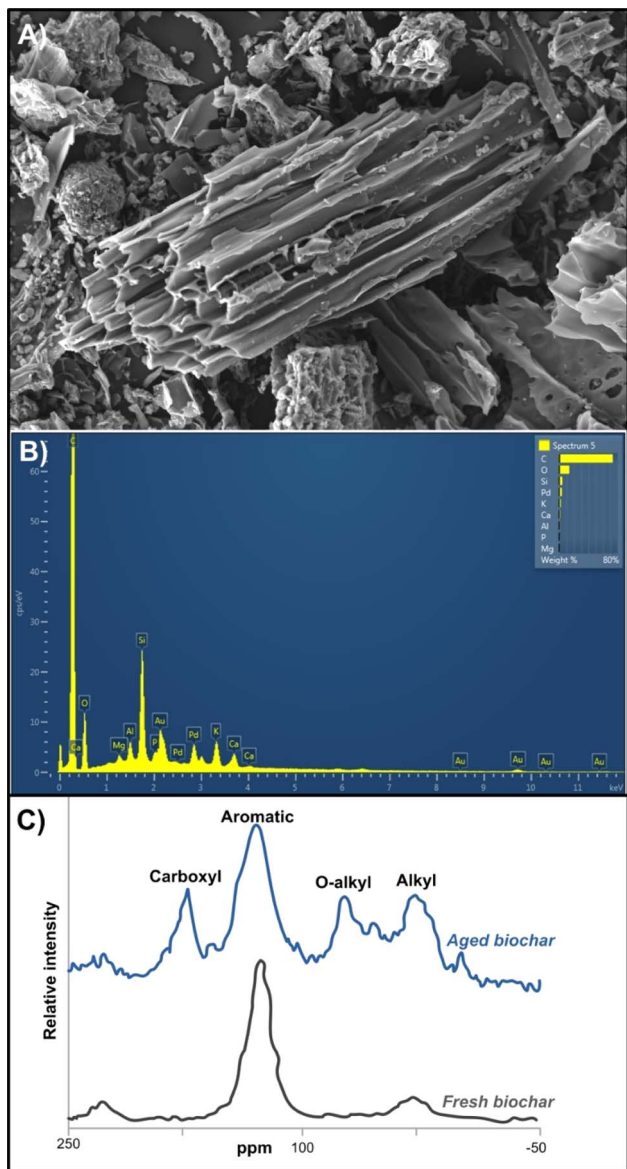 A)
B)
C
60
50
40
30
20
10
0
cps/eV
Ca
O
Mg
Al
Si
P
Au
Pd
Pd
K
Ca
Ca
Au
Au
Au
Au
0 1 2 3 4 5 6 7 8 9 10 11 keV
Spectrum 5
C
O
Si
Pd
K
Ca
Al
P
Mg
Weight % 80%
C)
Aromatic
Carboxyl
O-alkyl
Alkyl
Aged biochar
Relative intensity
Fresh biochar
250 100 -50
ppm